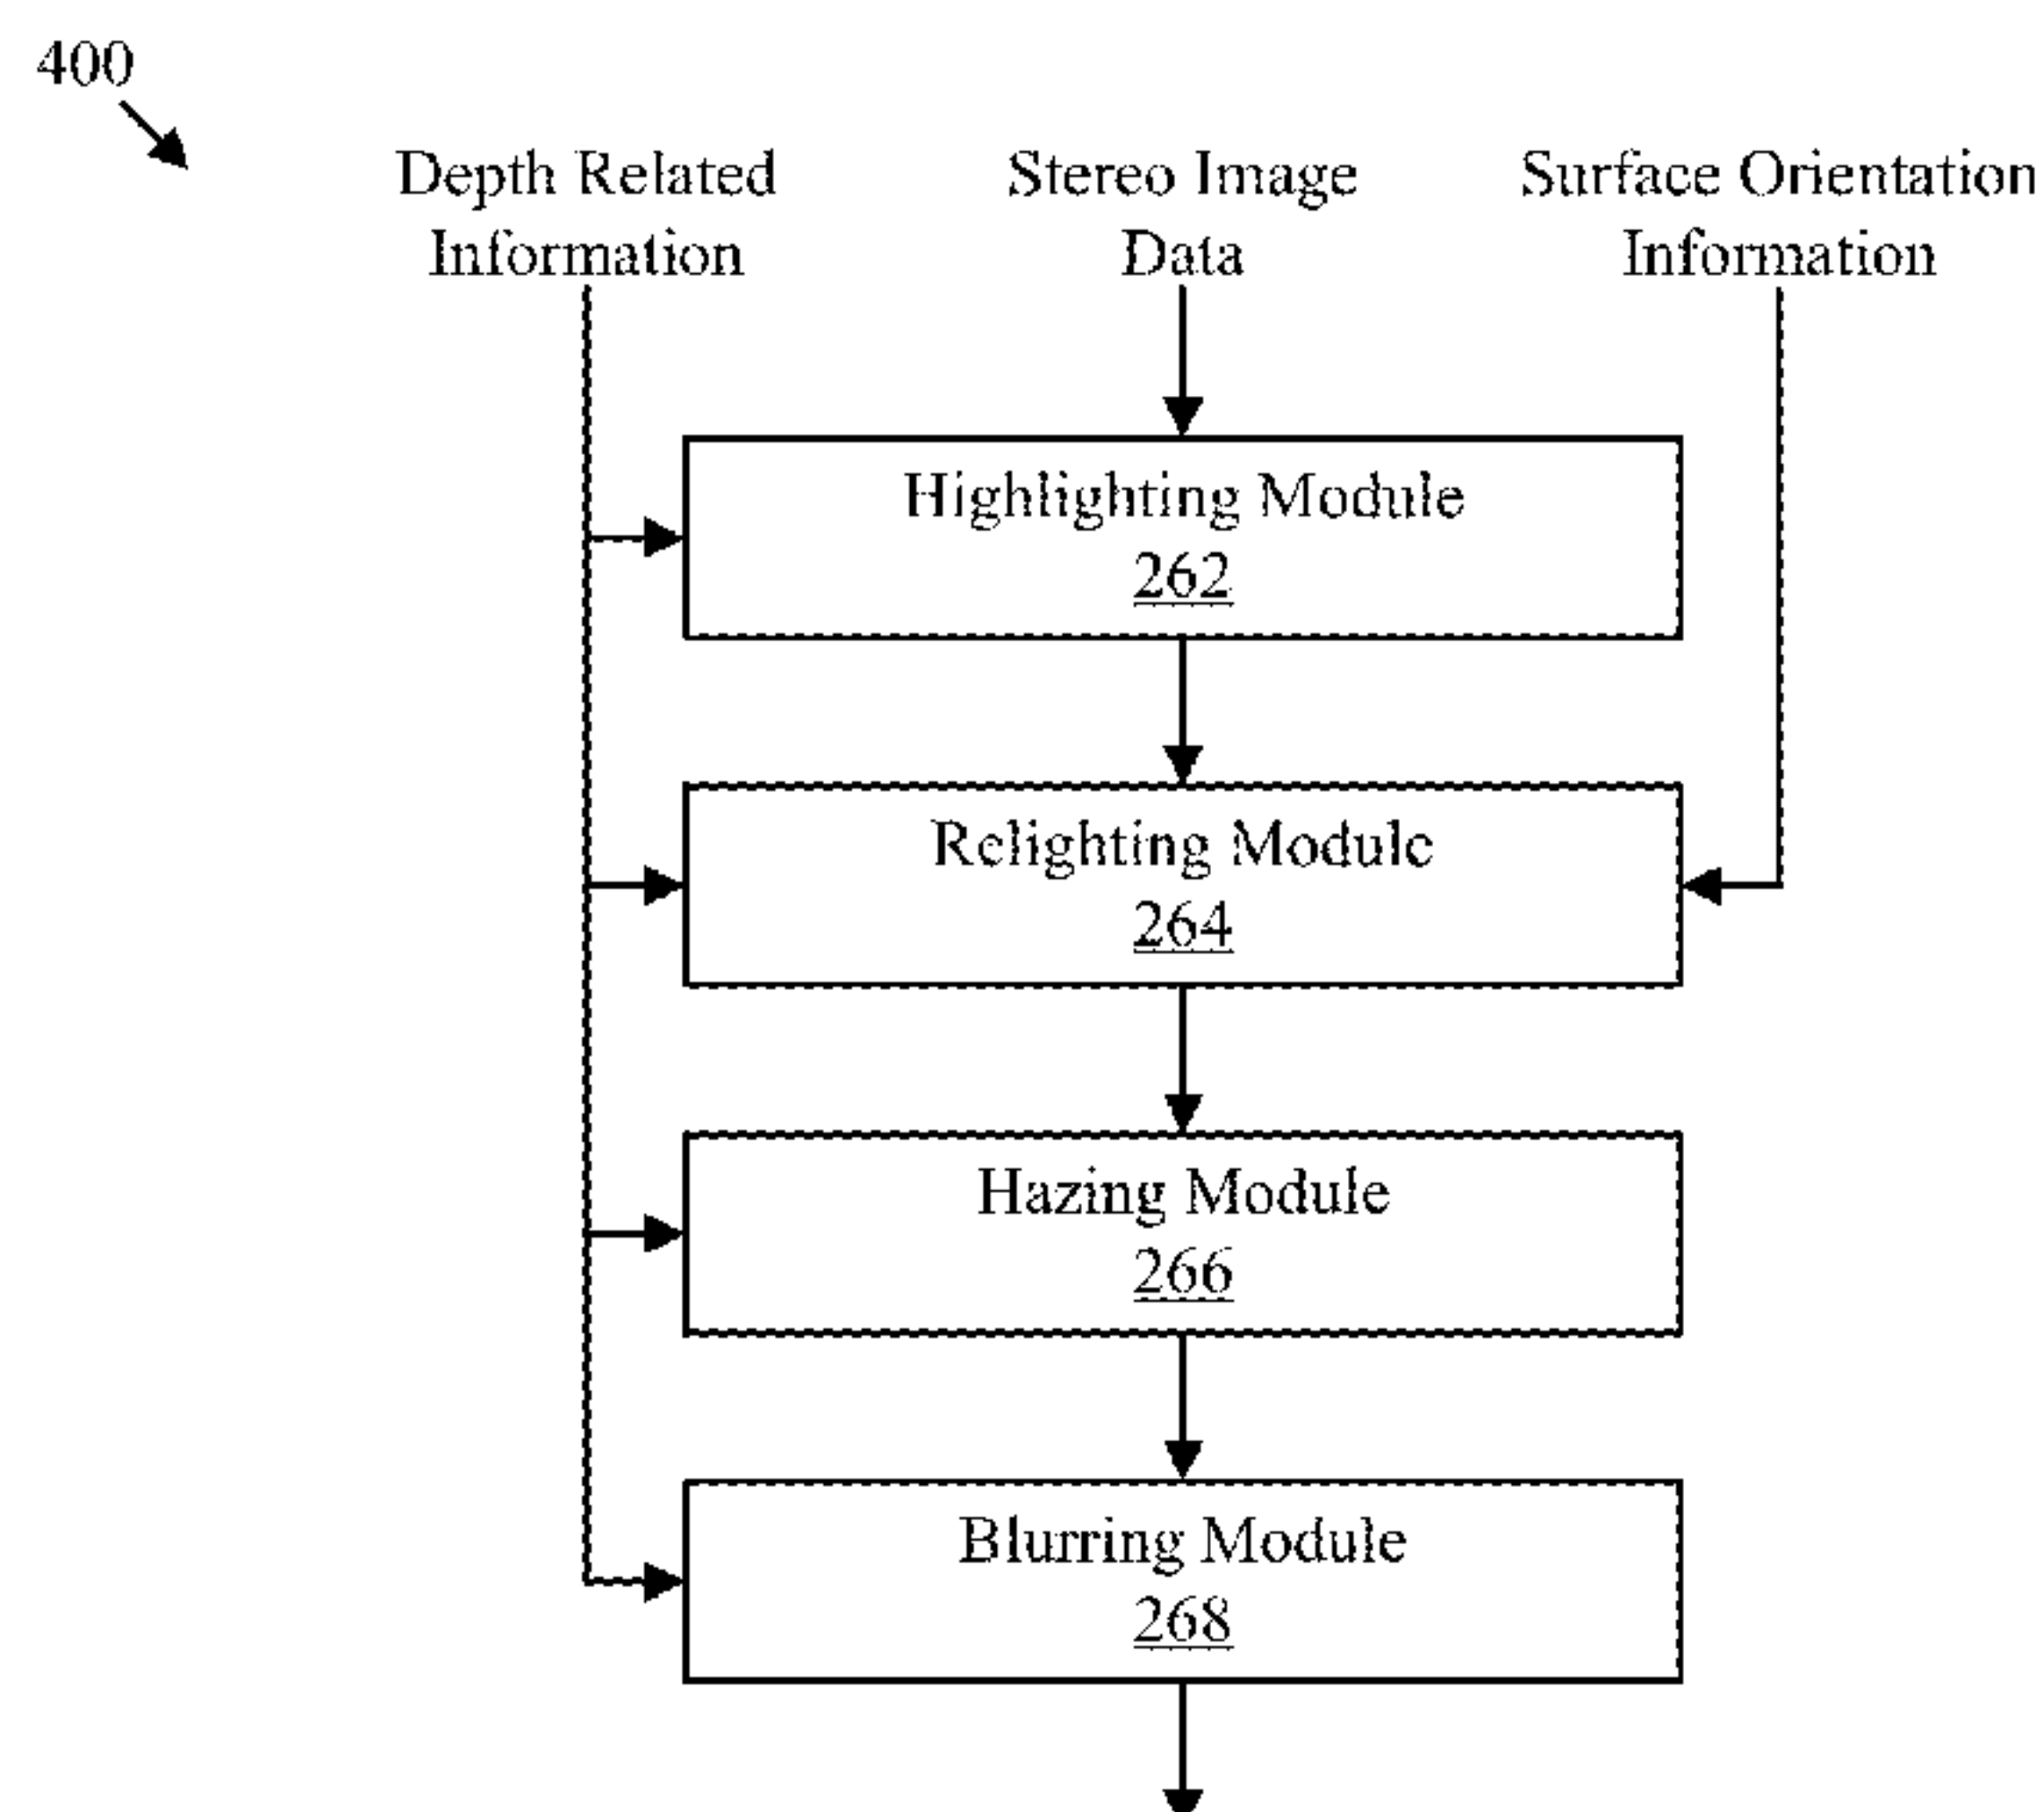 400
Depth Related
Information
Stereo Image
Data
Surface Orientation
Information
Highlighting Module
262
Relighting Module
264
Hazing Module
266
Blurring Module
268